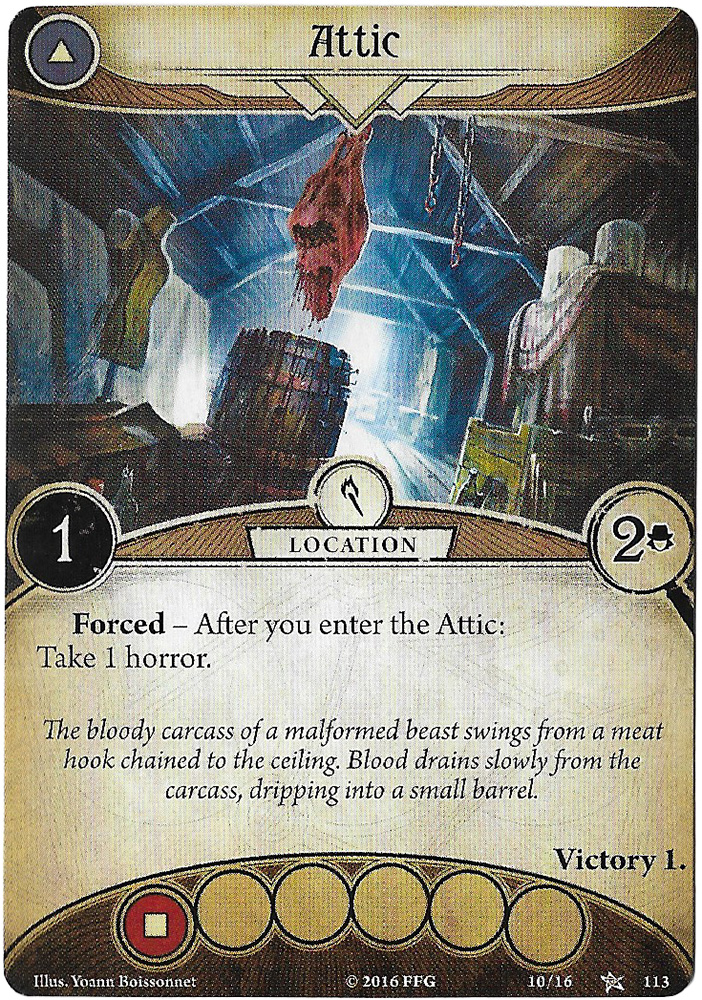 Attic
1
LOCATION
2
Forced – After you enter the Attic:
Take 1 horror.
The bloody carcass of a malformed beast swings from a meat
hook chained to the ceiling. Blood drains slowly from the
carcass, dripping into a small barrel.
Victory 1.
Illus. Yoann Boissonnet © 2016 FFG 10/16 113